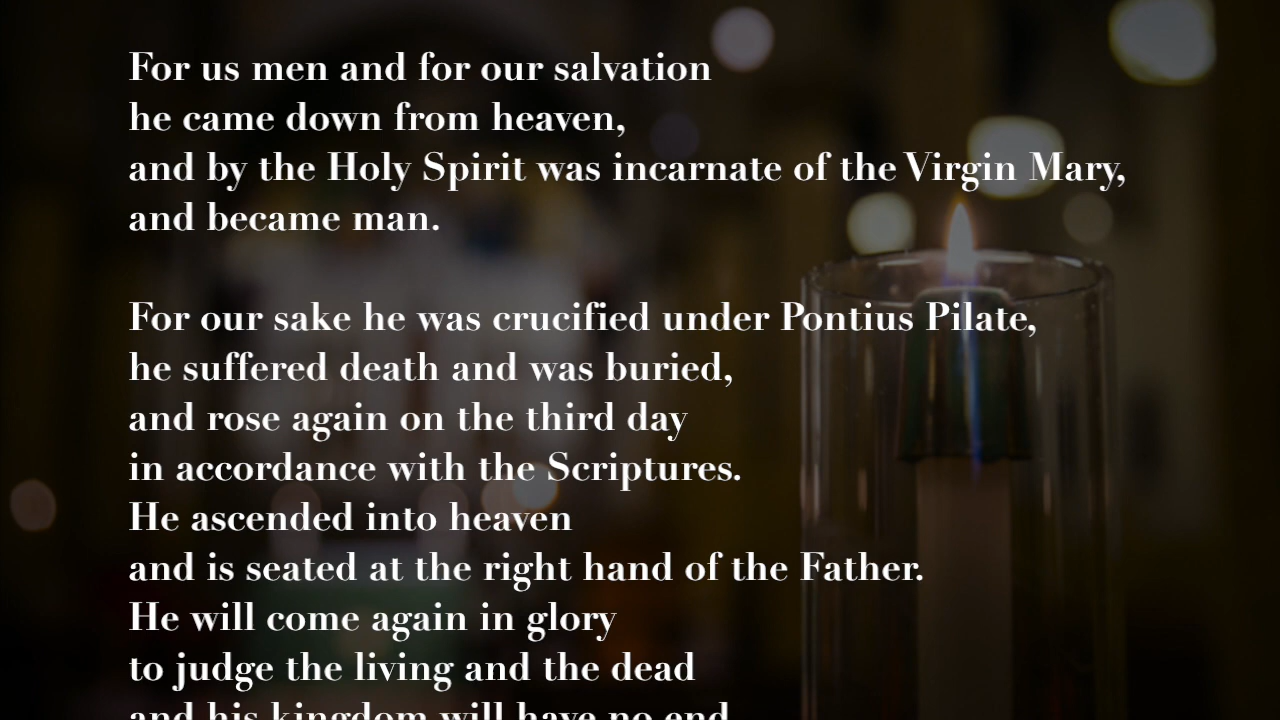 For us men and for our salvation
he came down from heaven,
and by the Holy Spirit was incarnate of the Virgin Mary,
and became man.
For our sake he was crucified under Pontius Pilate,
he suffered death and was buried,
and rose again on the third day
in accordance with the Scriptures.
He ascended into heaven
and is seated at the right hand of the Father.
He will come again in glory
to judge the living and the dead
and his kingdom will have no end